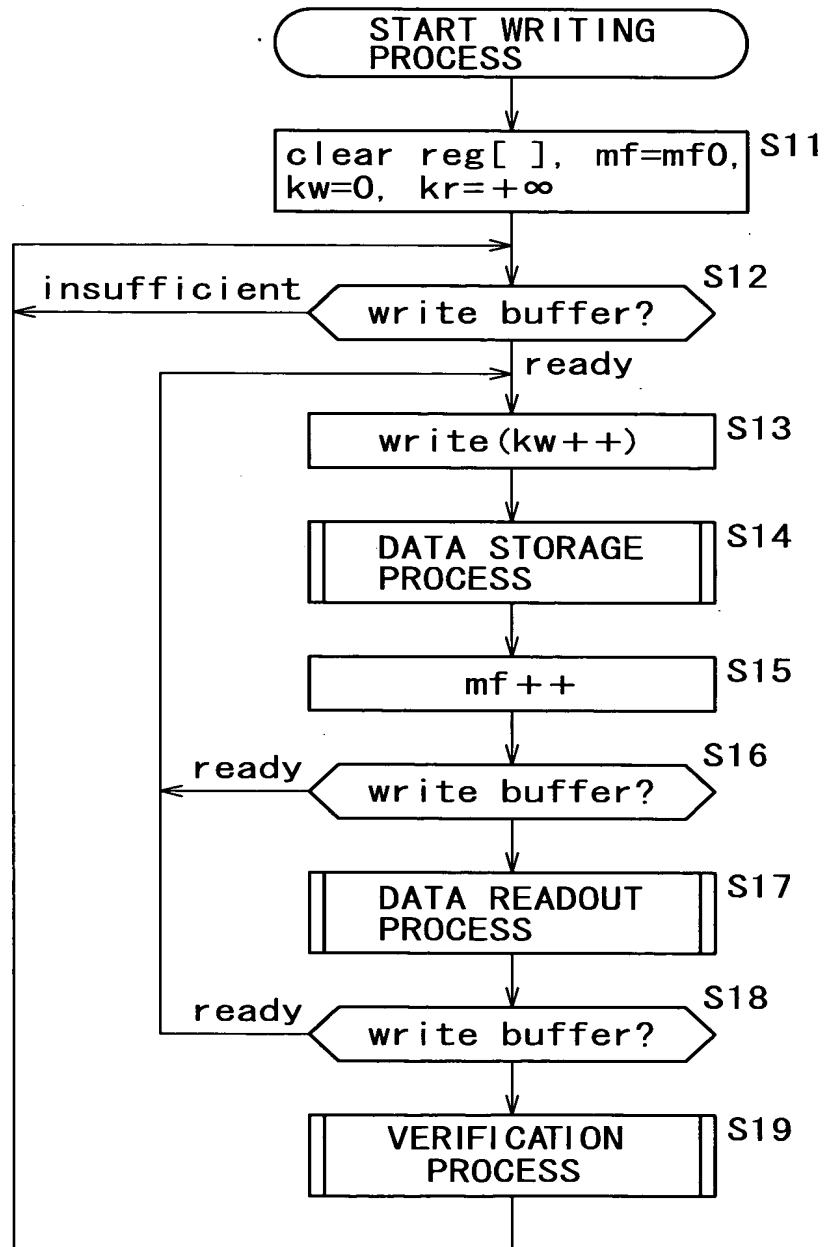 START WRITING
PROCESS
clear reg[ ], mf=mf0,
kw=0, kr=+∞
S11
insufficient
write buffer?
S12
ready
write(kw++)
S13
DATA STORAGE
PROCESS
S14
mf++
S15
ready
write buffer?
S16
DATA READOUT
PROCESS
S17
ready
write buffer?
S18
VERIFICATION
PROCESS
S19